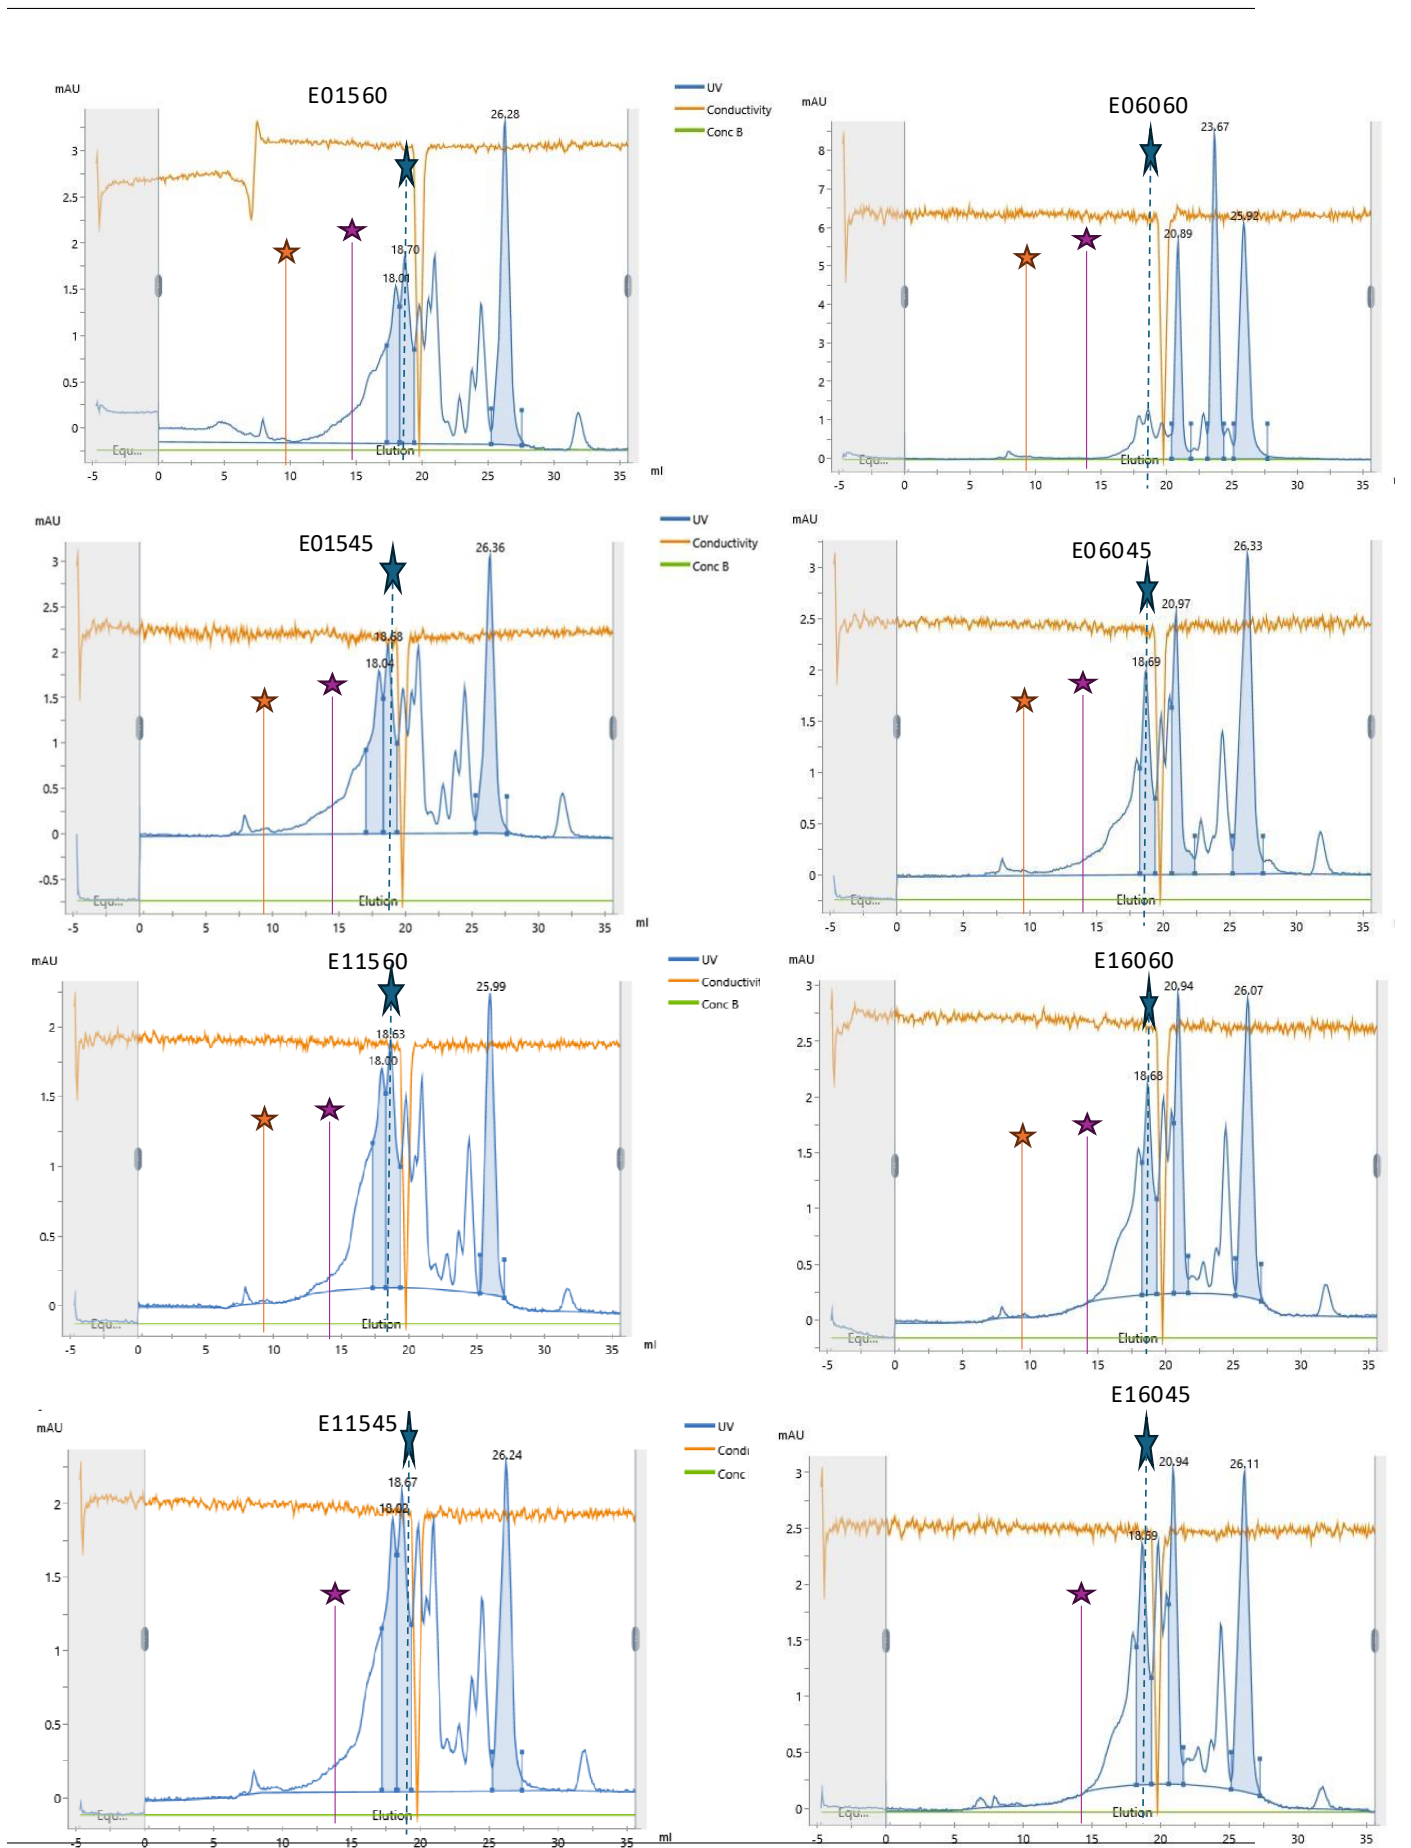 E01560
mAU
26.28
UV
Conductivity
Conc B
3
2.5
2
1.5
1
0.5
0
18.70
18.01
Equ...
Elution
-5 0 5 10 15 20 25 30 35
ml
E06060
mAU
23.67
8
7
6
5
4
3
2
1
0
25.92
20.89
Equ...
Elution
-5 0 5 10 15 20 25 30 35
mAU
E01545
26.36
UV
Conductivity
Conc B
3
2.5
2
1.5
1
0.5
0
-0.5
18.68
18.04
Equ...
Elution
-5 0 5 10 15 20 25 30 35
ml
mAU
E06045
26.33
3
2.5
2
1.5
1
0.5
0
20.97
18.69
Equ...
Elution
-5 0 5 10 15 20 25 30 35
mAU
E11560
25.99
UV
Conductivit
Conc B
2
1.5
1
0.5
0
18.63
18.00
Equ...
Elution
-5 0 5 10 15 20 25 30 35
ml
mAU
E16060
20.94
26.07
3
2.5
2
1.5
1
0.5
0
18.68
Equ...
Elution
-5 0 5 10 15 20 25 30 35
mAU
E11545
26.24
UV
Condu
Conc
2
1.5
1
0.5
0
18.67
18.02
Equ...
Elution
-5 0 5 10 15 20 25 30 35
ml
E16045
mAU
20.94
26.11
3
2.5
2
1.5
1
0.5
0
18.69
Equ...
Elution
-5 0 5 10 15 20 25 30 35